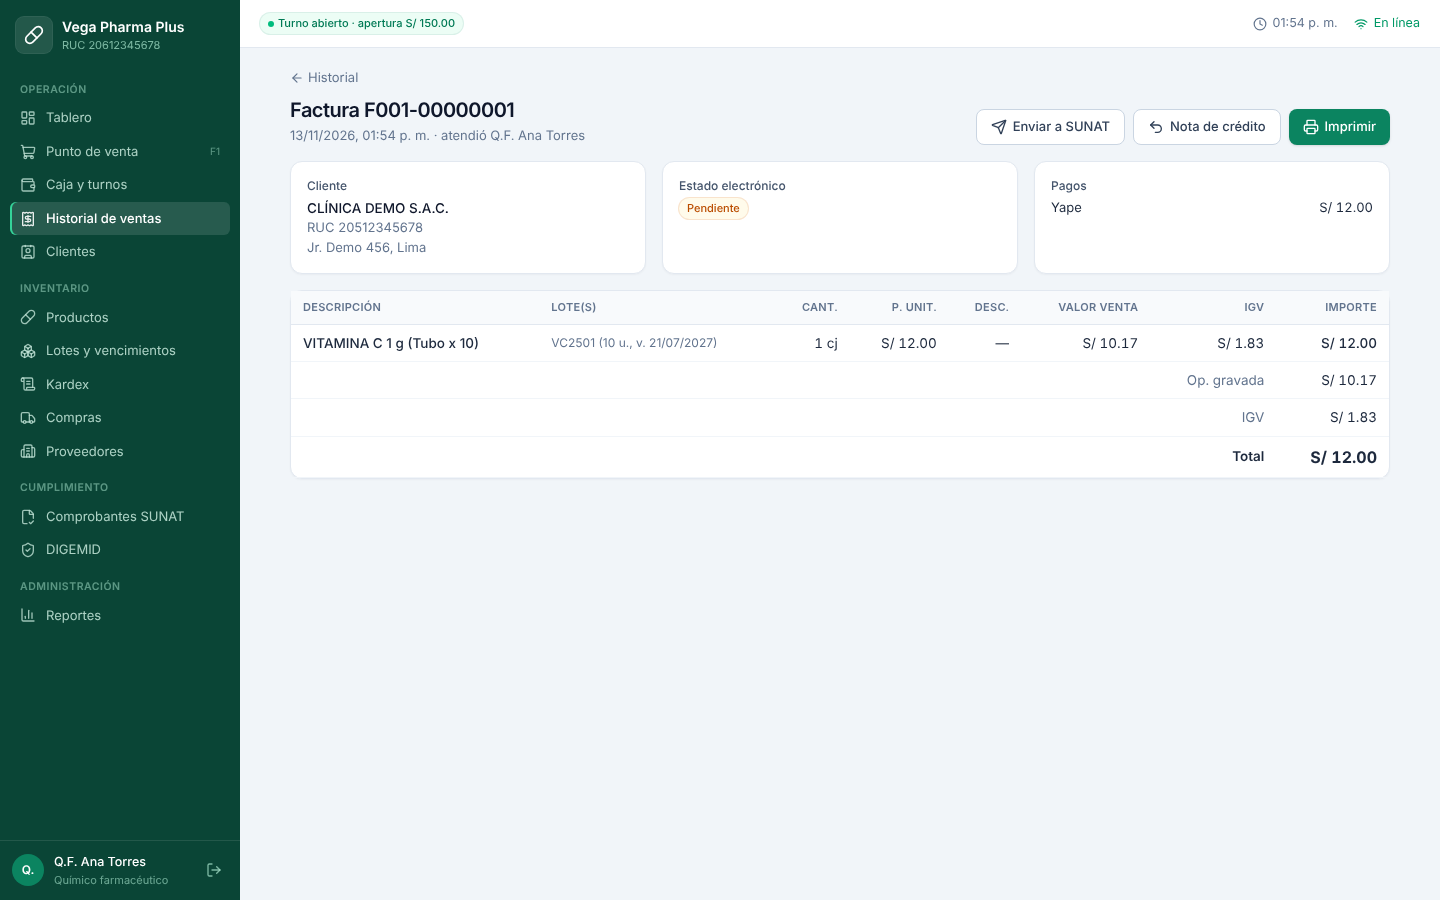 Vega Pharma Plus
RUC 20612345678
OPERACIÓN
Tablero
Punto de venta F1
Caja y turnos
Historial de ventas
Clientes
INVENTARIO
Productos
Lotes y vencimientos
Kardex
Compras
Proveedores
CUMPLIMIENTO
Comprobantes SUNAT
DIGEMID
ADMINISTRACIÓN
Reportes
Q.
Q.F. Ana Torres
Químico farmacéutico
Turno abierto · apertura S/ 150.00
01:54 p. m. En línea
← Historial
Factura F001-00000001
13/11/2026, 01:54 p. m. · atendió Q.F. Ana Torres
Enviar a SUNAT Nota de crédito Imprimir
Cliente
CLÍNICA DEMO S.A.C.
RUC 20512345678
Jr. Demo 456, Lima
Estado electrónico
Pendiente
Pagos
Yape S/ 12.00
DESCRIPCIÓN LOTE(S) CANT. P. UNIT. DESC. VALOR VENTA IGV IMPORTE
VITAMINA C 1 g (Tubo x 10) VC2501 (10 u., v. 21/07/2027) 1 cj S/ 12.00 — S/ 10.17 S/ 1.83 S/ 12.00
Op. gravada S/ 10.17
IGV S/ 1.83
Total S/ 12.00